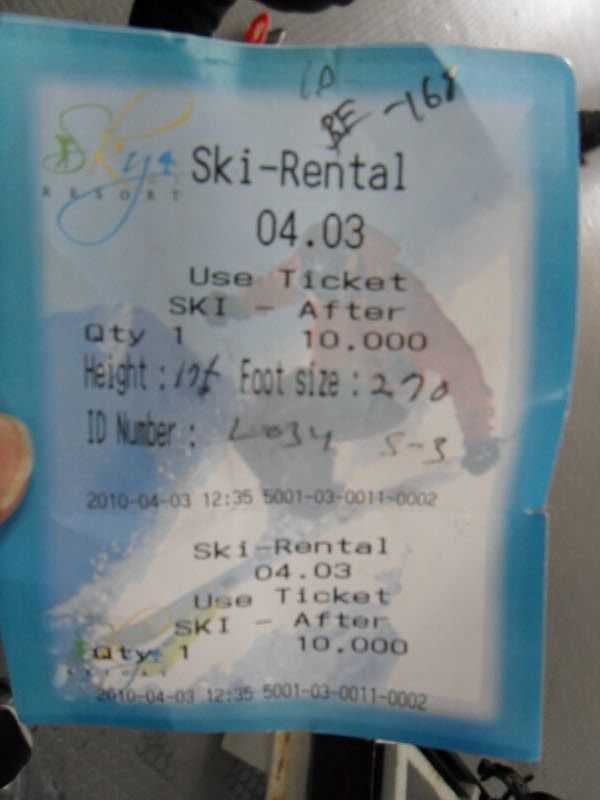 BE -168
Sky
RESORT
Ski-Rental
04.03
Use Ticket
SKI - After
Qty 1 10.000
Height : 175 Foot size : 270
ID Number : L034 S-3
2010-04-03 12:35 5001-03-0011-0002
Ski-Rental
04.03
Use Ticket
SKI - After
Qty 1 10.000
2010-04-03 12:35 5001-03-0011-0002